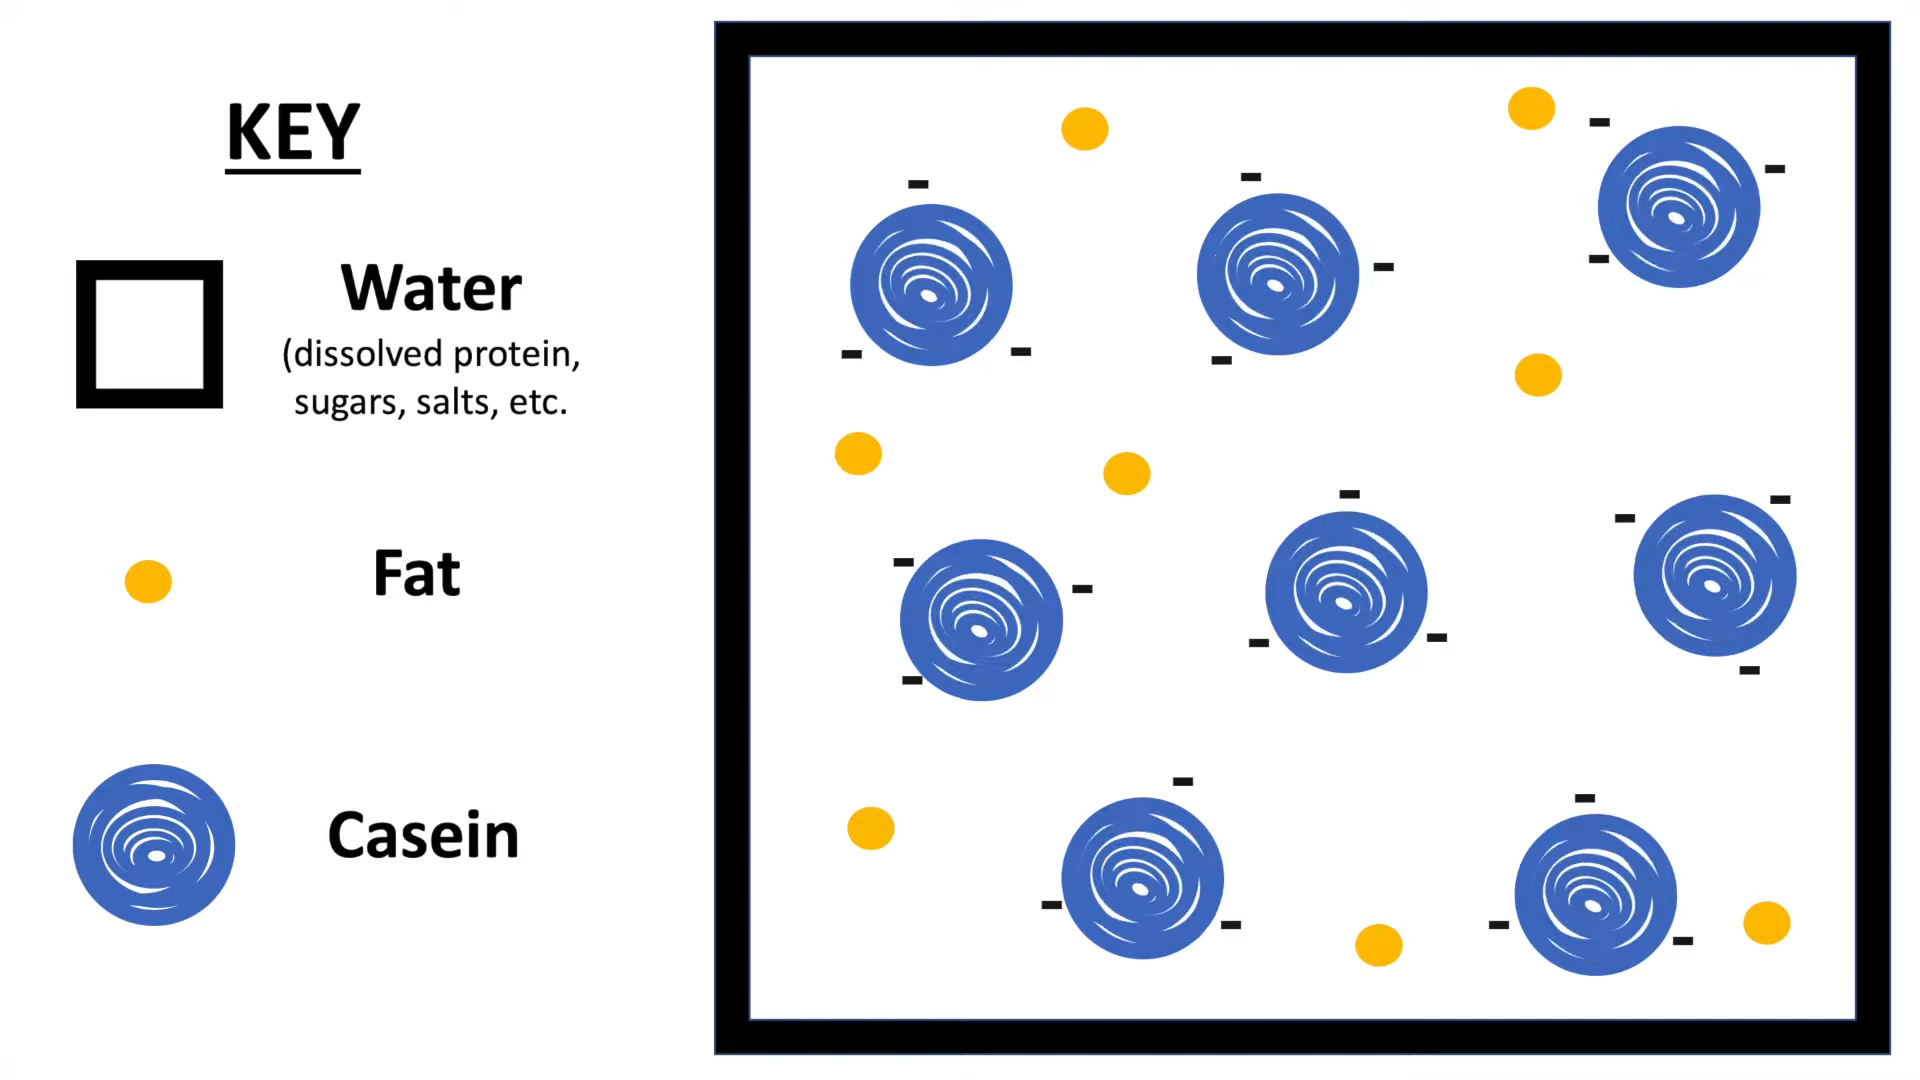 KEY
Water
(dissolved protein,
sugars, salts, etc.
Fat
Casein